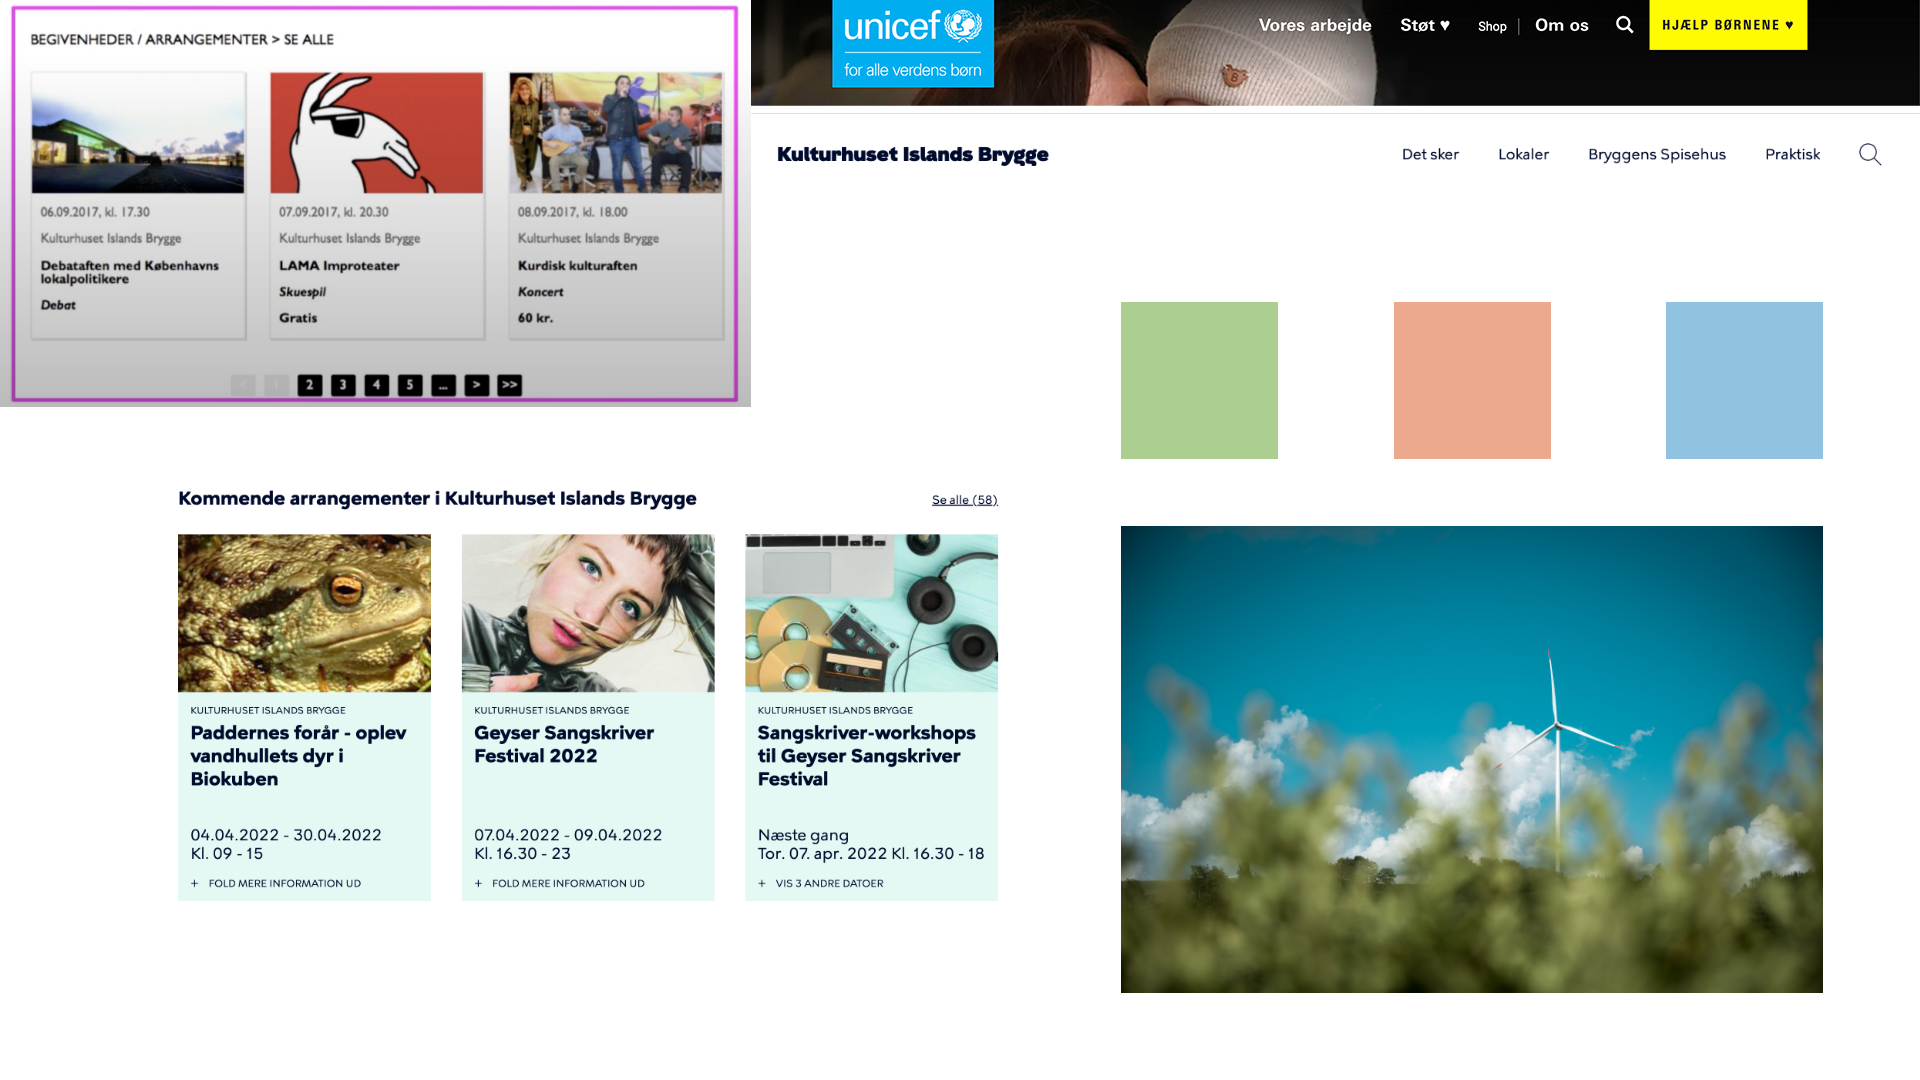 BEGIVENHEDER / ARRANGEMENTER > SE ALLE
06.09.2017, kl. 17.30
Kulturhuset Islands Brygge
Debataften med Københavns
lokalpolitikere
Debat
07.09.2017, kl. 20.30
Kulturhuset Islands Brygge
LAMA Improteater
Skuespil
Gratis
08.09.2017, kl. 18.00
Kulturhuset Islands Brygge
Kurdisk kulturaften
Koncert
60 kr.
< 1 2 3 4 5 ... > >>
unicef
for alle verdens børn
Vores arbejde Støt ♥ Shop | Om os HJÆLP BØRNENE ♥
B
Kulturhuset Islands Brygge Det sker Lokaler Bryggens Spisehus Praktisk
Kommende arrangementer i Kulturhuset Islands Brygge Se alle (58)
KULTURHUSET ISLANDS BRYGGE
Paddernes forår - oplev
vandhullets dyr i
Biokuben
04.04.2022 - 30.04.2022
Kl. 09 - 15
+ FOLD MERE INFORMATION UD
KULTURHUSET ISLANDS BRYGGE
Geyser Sangskriver
Festival 2022
07.04.2022 - 09.04.2022
Kl. 16.30 - 23
+ FOLD MERE INFORMATION UD
KULTURHUSET ISLANDS BRYGGE
Sangskriver-workshops
til Geyser Sangskriver
Festival
Næste gang
Tor. 07. apr. 2022 Kl. 16.30 - 18
+ VIS 3 ANDRE DATOER